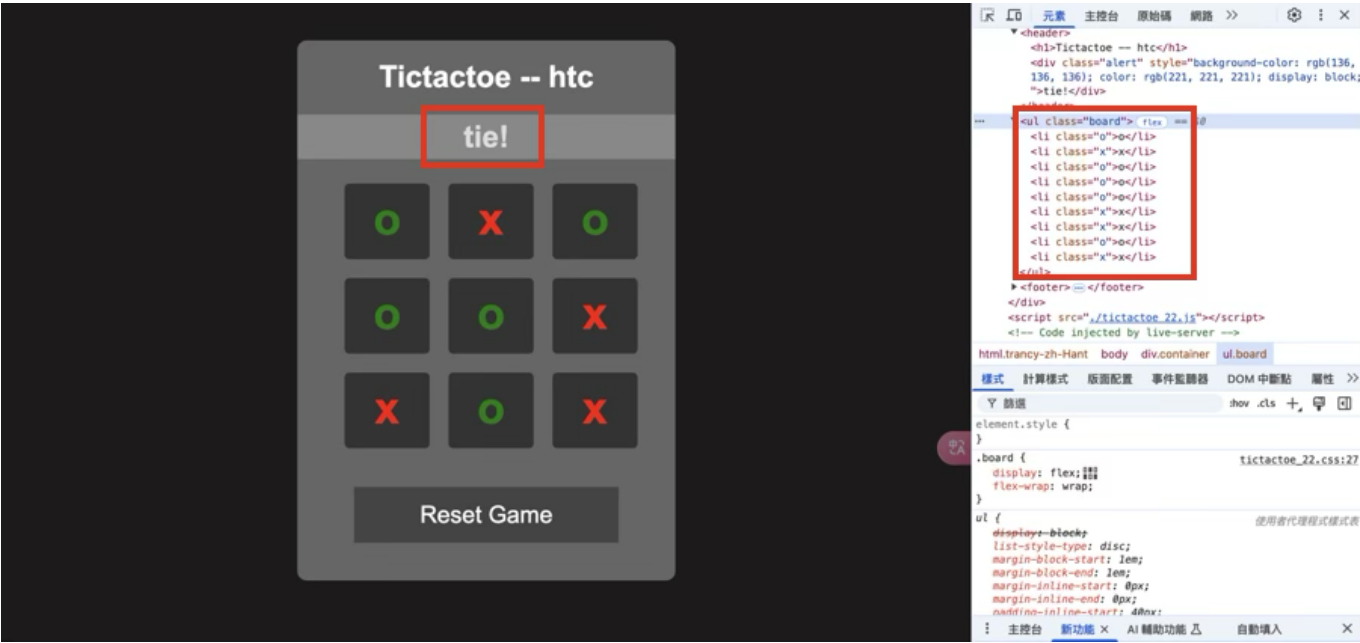 Tictactoe -- htc
tie!
o x o
o o x
x o x
Reset Game
元素 主控台 原始碼 網路
<header>
<h1>Tictactoe -- htc</h1>
<div class="alert" style="background-color: rgb(136,
136, 136); color: rgb(221, 221, 221); display: block;
">tie!</div>
</header>
<ul class="board"> flex == $0
<li class="o">o</li>
<li class="x">x</li>
<li class="o">o</li>
<li class="o">o</li>
<li class="o">o</li>
<li class="x">x</li>
<li class="x">x</li>
<li class="o">o</li>
<li class="x">x</li>
</ul>
<footer> </footer>
</div>
<script src="./tictactoe_22.js"></script>
<!-- Code injected by live-server -->
html.trancy-zh-Hant body div.container ul.board
樣式 計算樣式 版面配置 事件監聽器 DOM 中斷點 屬性
篩選 :hov .cls
element.style {
}
.board { tictactoe_22.css:27
display: flex;
flex-wrap: wrap;
}
ul { 使用者代理程式樣式表
display: block;
list-style-type: disc;
margin-block-start: 1em;
margin-block-end: 1em;
margin-inline-start: 0px;
margin-inline-end: 0px;
padding-inline-start: 40px;
主控台 新功能 AI 輔助功能 自動填入